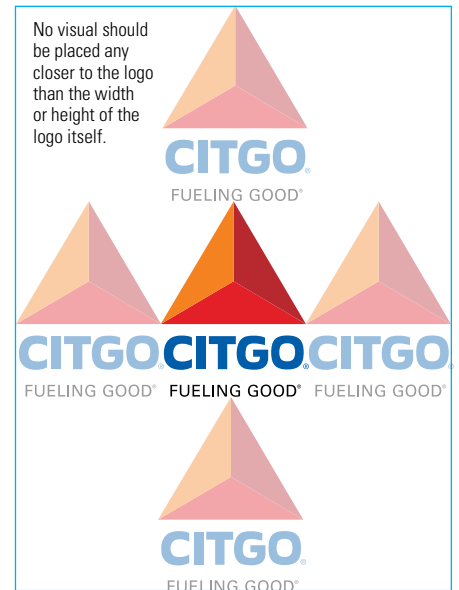 No visual should
be placed any
closer to the logo
than the width
or height of the
logo itself.
CITGO®
FUELING GOOD®
CITGO® CITGO® CITGO®
FUELING GOOD® FUELING GOOD® FUELING GOOD®
CITGO®
FUELING GOOD®